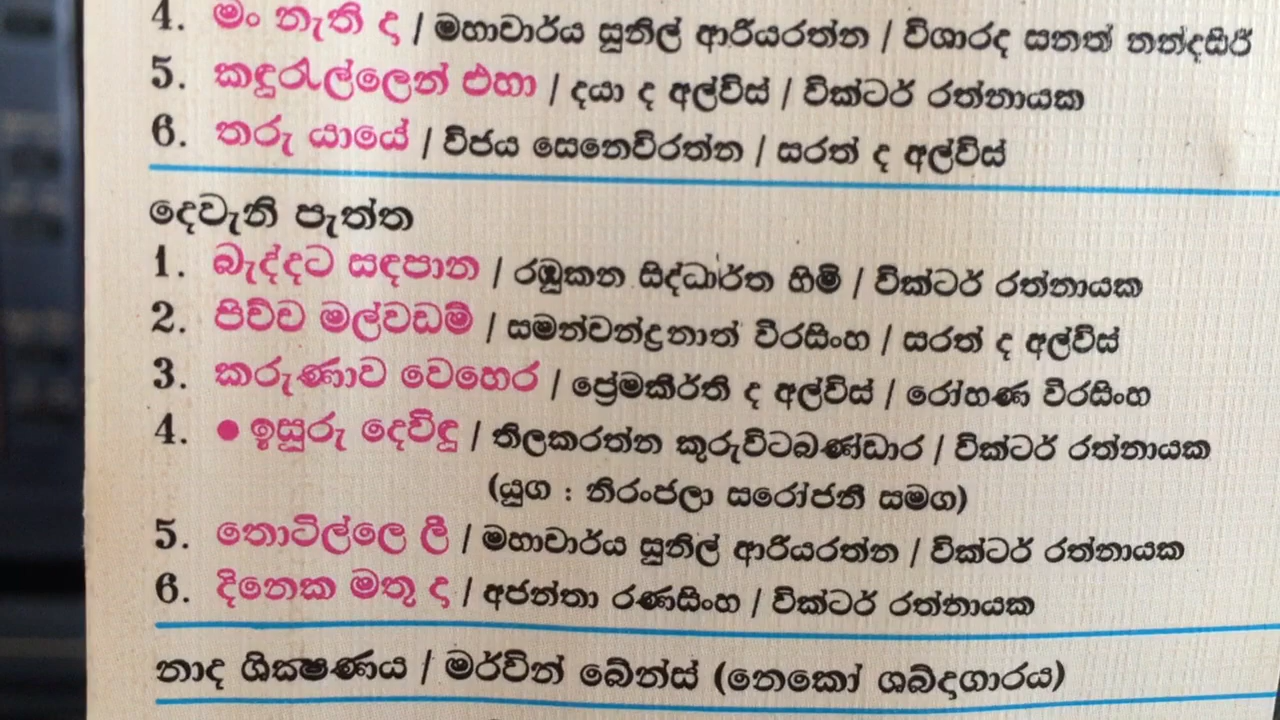 4. මං නැති දා / මහාචාර්ය සුනිල් ආරියරත්න / විශාරද සනත් නන්දසිරි
5. කඳුරැල්ලෙන් එහා / දයා ද අල්විස් / වික්ටර් රත්නායක
6. තරු යායේ / විජය සෙනෙවිරත්න / සරත් ද අල්විස්
දෙවැනි පැත්ත
1. බැද්දට සඳපාන / රඹුකන සිද්ධාර්ත හිමි / වික්ටර් රත්නායක
2. පිච්ච මල්වඩම් / සමන්චන්ද්‍රනාත් වීරසිංහ / සරත් ද අල්විස්
3. කරුණාව වෙහෙර / ප්‍රේමකීර්ති ද අල්විස් / රෝහණ වීරසිංහ
4. ● ඉසුරු දෙවිඳු / තිලකරත්න කුරුවිටබණ්ඩාර / වික්ටර් රත්නායක
(යුග : නිරංජලා සරෝජනී සමග)
5. තොටිල්ලෙ ලී / මහාචාර්ය සුනිල් ආරියරත්න / වික්ටර් රත්නායක
6. දිනෙක මතු දා / අජන්තා රණසිංහ / වික්ටර් රත්නායක
නාද ශික්ෂණය / මර්වින් බේන්ස් (නෙකෝ ශබ්දාගාරය)